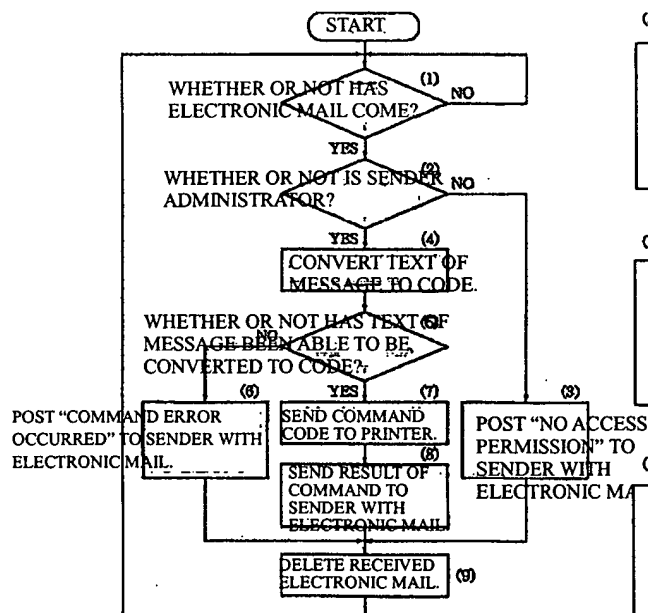 START
(1)
WHETHER OR NOT HAS
ELECTRONIC MAIL COME?
NO
YES
(2)
WHETHER OR NOT IS SENDER
ADMINISTRATOR?
NO
YES
(4)
CONVERT TEXT OF
MESSAGE TO CODE.
(5)
WHETHER OR NOT HAS TEXT OF
MESSAGE BEEN ABLE TO BE
CONVERTED TO CODE?
NO
YES
(6)
POST “COMMAND ERROR
OCCURRED” TO SENDER WITH
ELECTRONIC MAIL.
(7)
SEND COMMAND
CODE TO PRINTER.
(3)
POST “NO ACCESS
PERMISSION” TO
SENDER WITH
ELECTRONIC MA
(8)
SEND RESULT OF
COMMAND TO
SENDER WITH
ELECTRONIC MAIL
DELETE RECEIVED
ELECTRONIC MAIL.
(9)